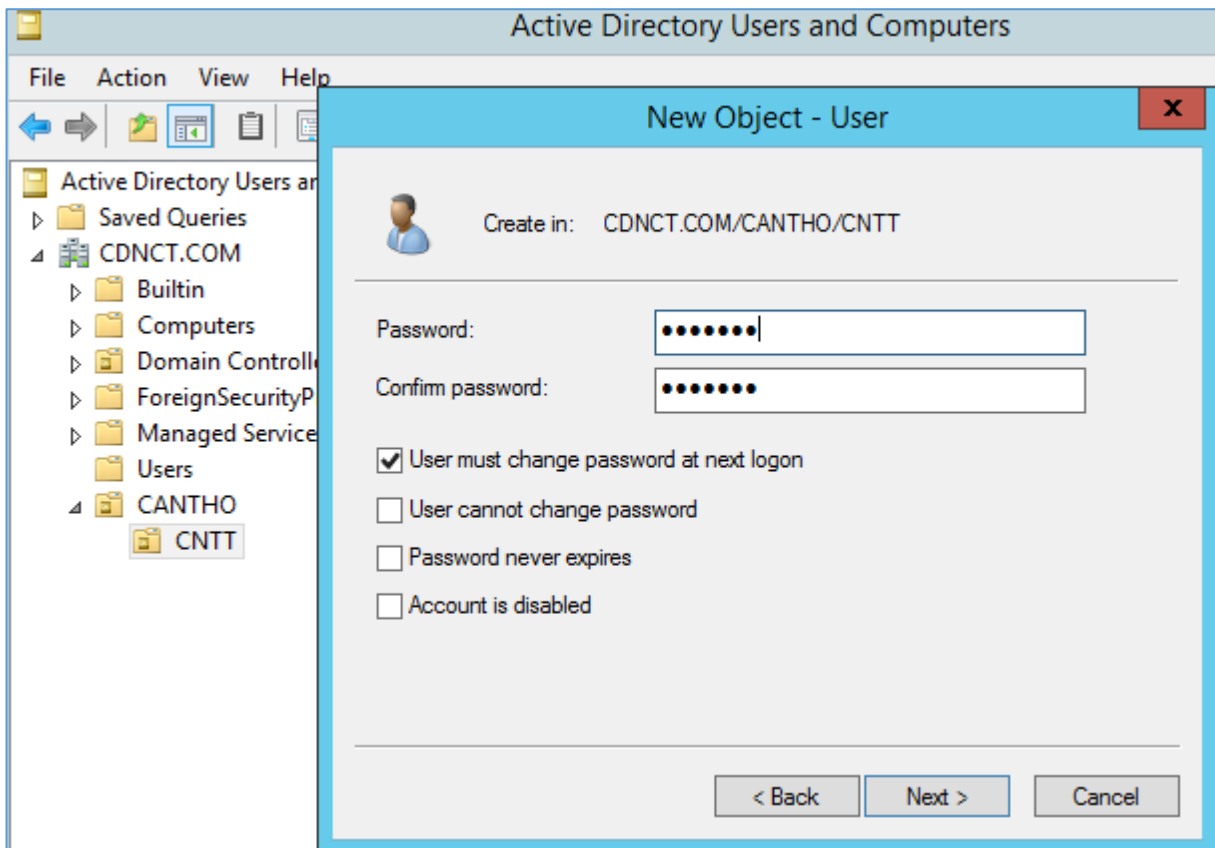 Active Directory Users and Computers
File Action View Help
New Object - User
X
Active Directory Users ar
Saved Queries
CDNCT.COM
Builtin
Computers
Domain Controlle
ForeignSecurityP
Managed Service
Users
CANTHO
CNTT
Create in: CDNCT.COM/CANTHO/CNTT
Password: •••••••
Confirm password: •••••••
User must change password at next logon
User cannot change password
Password never expires
Account is disabled
< Back Next > Cancel